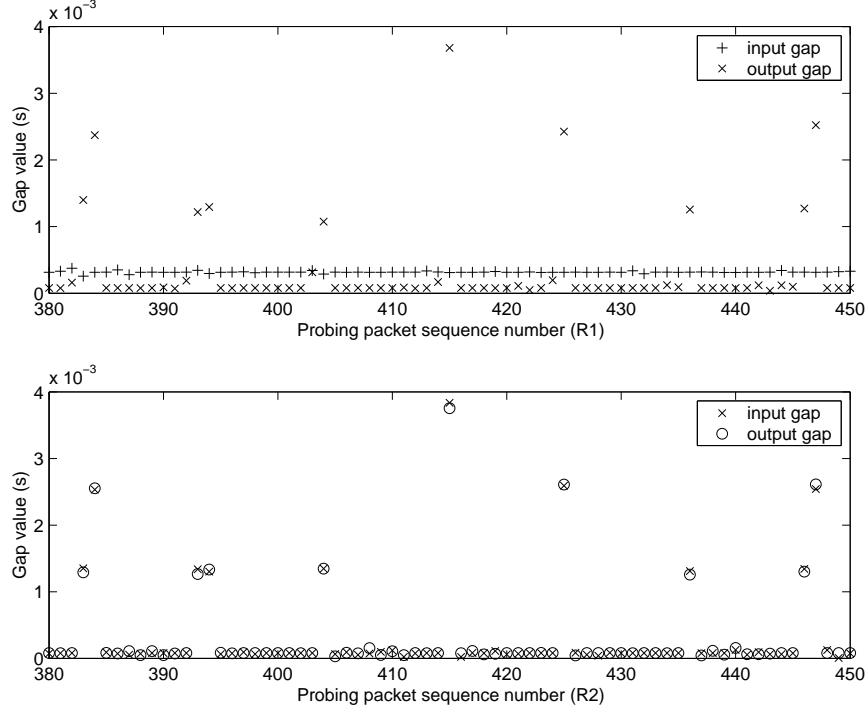 x 10−3
4
3
2
1
0
Gap value (s)
380 390 400 410 420 430 440 450
Probing packet sequence number (R1)
input gap
output gap
x 10−3
4
3
2
1
0
Gap value (s)
380 390 400 410 420 430 440 450
Probing packet sequence number (R2)
input gap
output gap